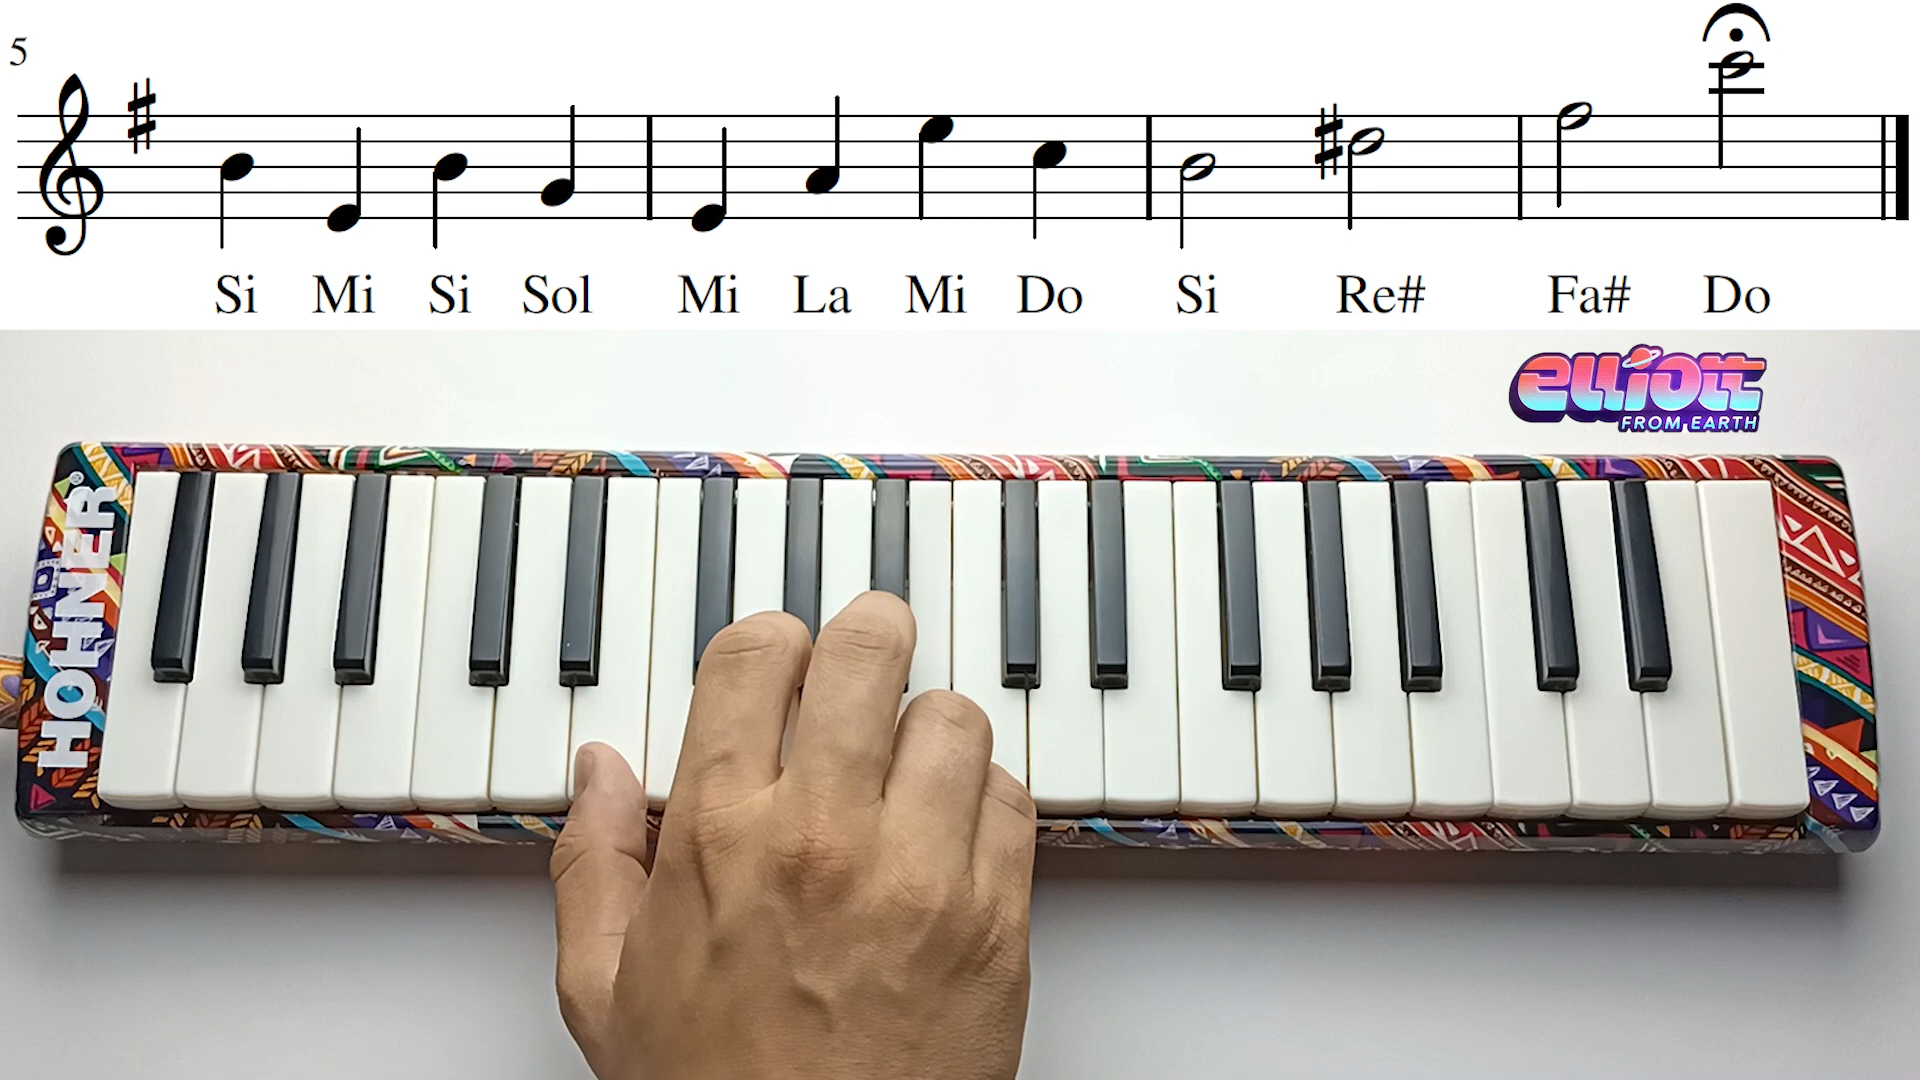 5
Si Mi Si Sol Mi La Mi Do Si Re# Fa# Do
elliott
FROM EARTH
HOHNER®